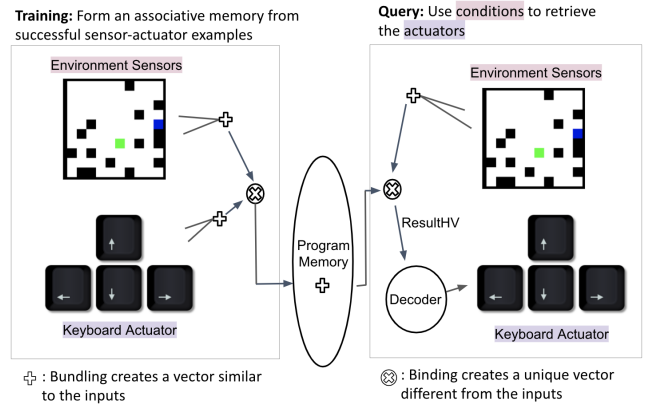 Training: Form an associative memory from
successful sensor-actuator examples
Environment Sensors
Keyboard Actuator
Program
Memory
Query: Use conditions to retrieve
the actuators
Environment Sensors
ResultHV
Decoder
Keyboard Actuator
: Bundling creates a vector similar
to the inputs
: Binding creates a unique vector
different from the inputs